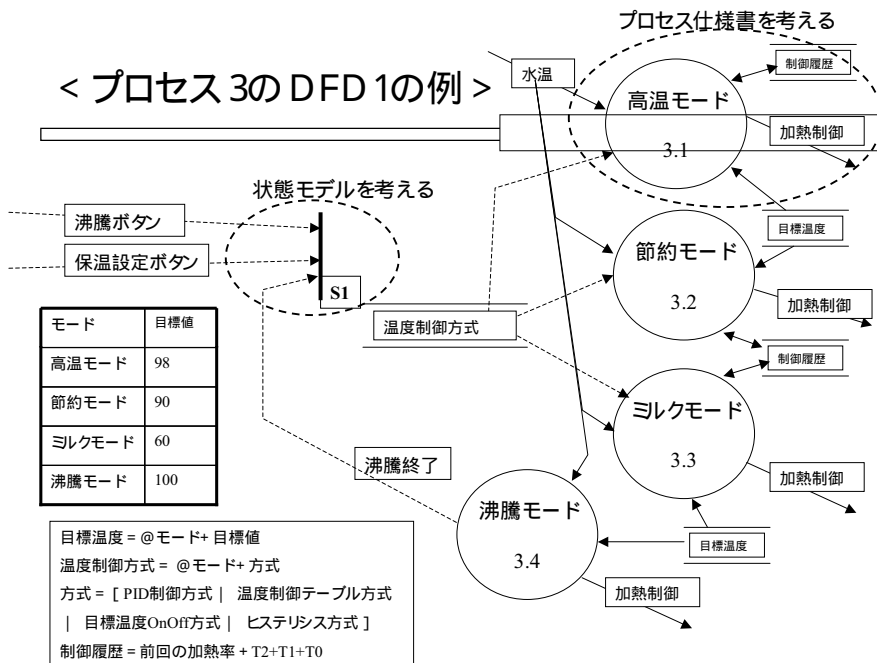 プロセス仕様書を考える
< プロセス3のDFD1の例 >
水温
制御履歴
高温モード
3.1
加熱制御
状態モデルを考える
沸騰ボタン
保温設定ボタン
S1
目標温度
節約モード
3.2
加熱制御
温度制御方式
制御履歴
モード 目標値
高温モード 98
節約モード 90
ミルクモード 60
沸騰モード 100
ミルクモード
3.3
加熱制御
沸騰終了
沸騰モード
3.4
目標温度
加熱制御
目標温度 = @モード+ 目標値
温度制御方式 = @モード+ 方式
方式 = [ PID制御方式 | 温度制御テーブル方式
| 目標温度OnOff方式 | ヒステリシス方式 ]
制御履歴 = 前回の加熱率 + T2+T1+T0